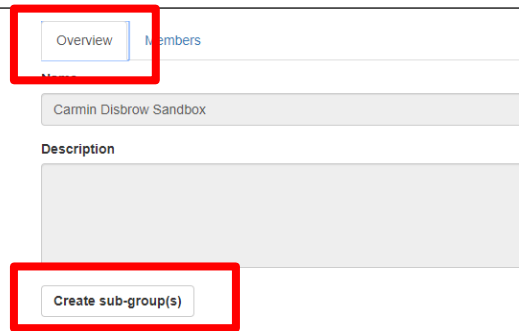 Overview Members
Name
Carmin Disbrow Sandbox
Description
Create sub-group(s)